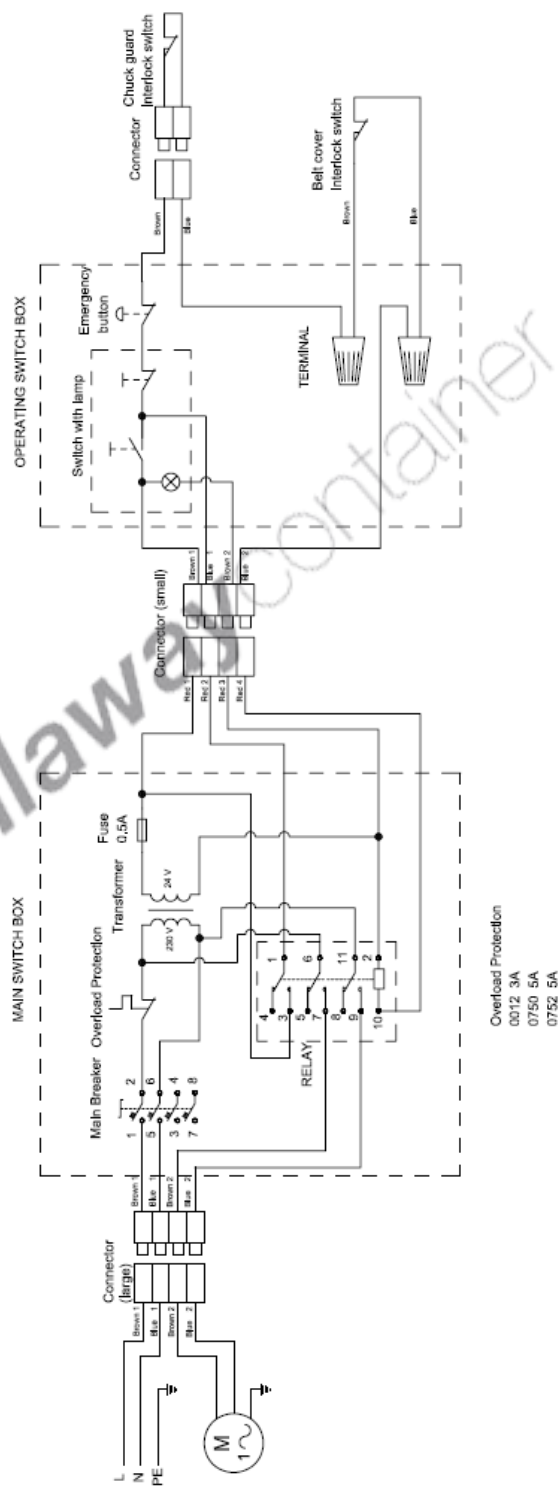 MAIN SWITCH BOX
OPERATING SWITCH BOX
L
N
PE
M
1~
Connector
(large)
Brown 1
Blue 1
Brown 2
Blue 2
Brown 1
Blue 1
Brown 2
Blue 2
Main Breaker
1
5
3
7
2
6
4
8
Overload Protection
Transformer
230 V
24 V
Fuse
0.5A
RELAY
4
3
5
7
8
9
10
1
6
11
2
Connector (small)
Red 1
Red 2
Red 3
Red 4
Brown 1
Blue 1
Brown 2
Blue 2
Switch with lamp
Emergency
button
TERMINAL
Brown
Blue
Connector
Chuck guard
Interlock switch
Belt cover
Interlock switch
Brown
Blue
Overload Protection
0012 3A
0750 5A
0752 5A
llawaycontainer